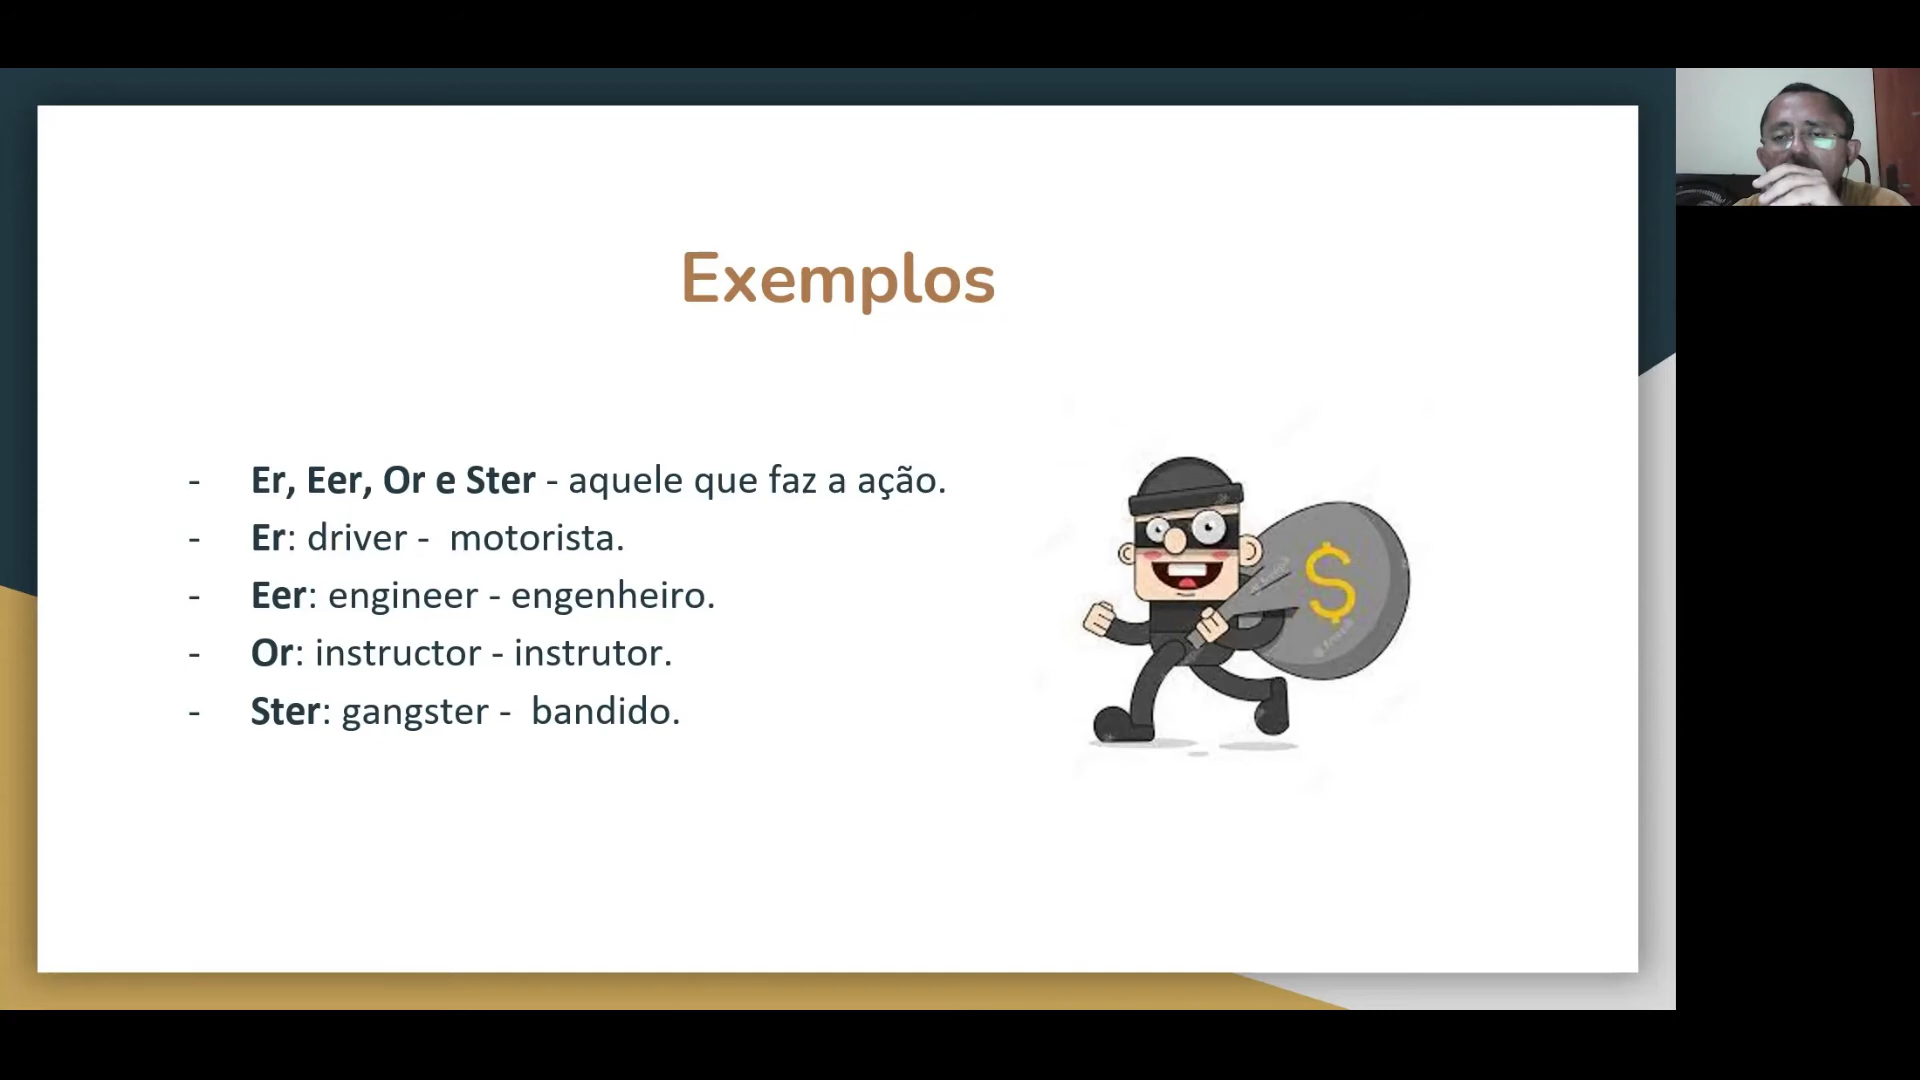 Exemplos
- Er, Eer, Or e Ster - aquele que faz a ação.
- Er: driver - motorista.
- Eer: engineer - engenheiro.
- Or: instructor - instrutor.
- Ster: gangster - bandido.
$